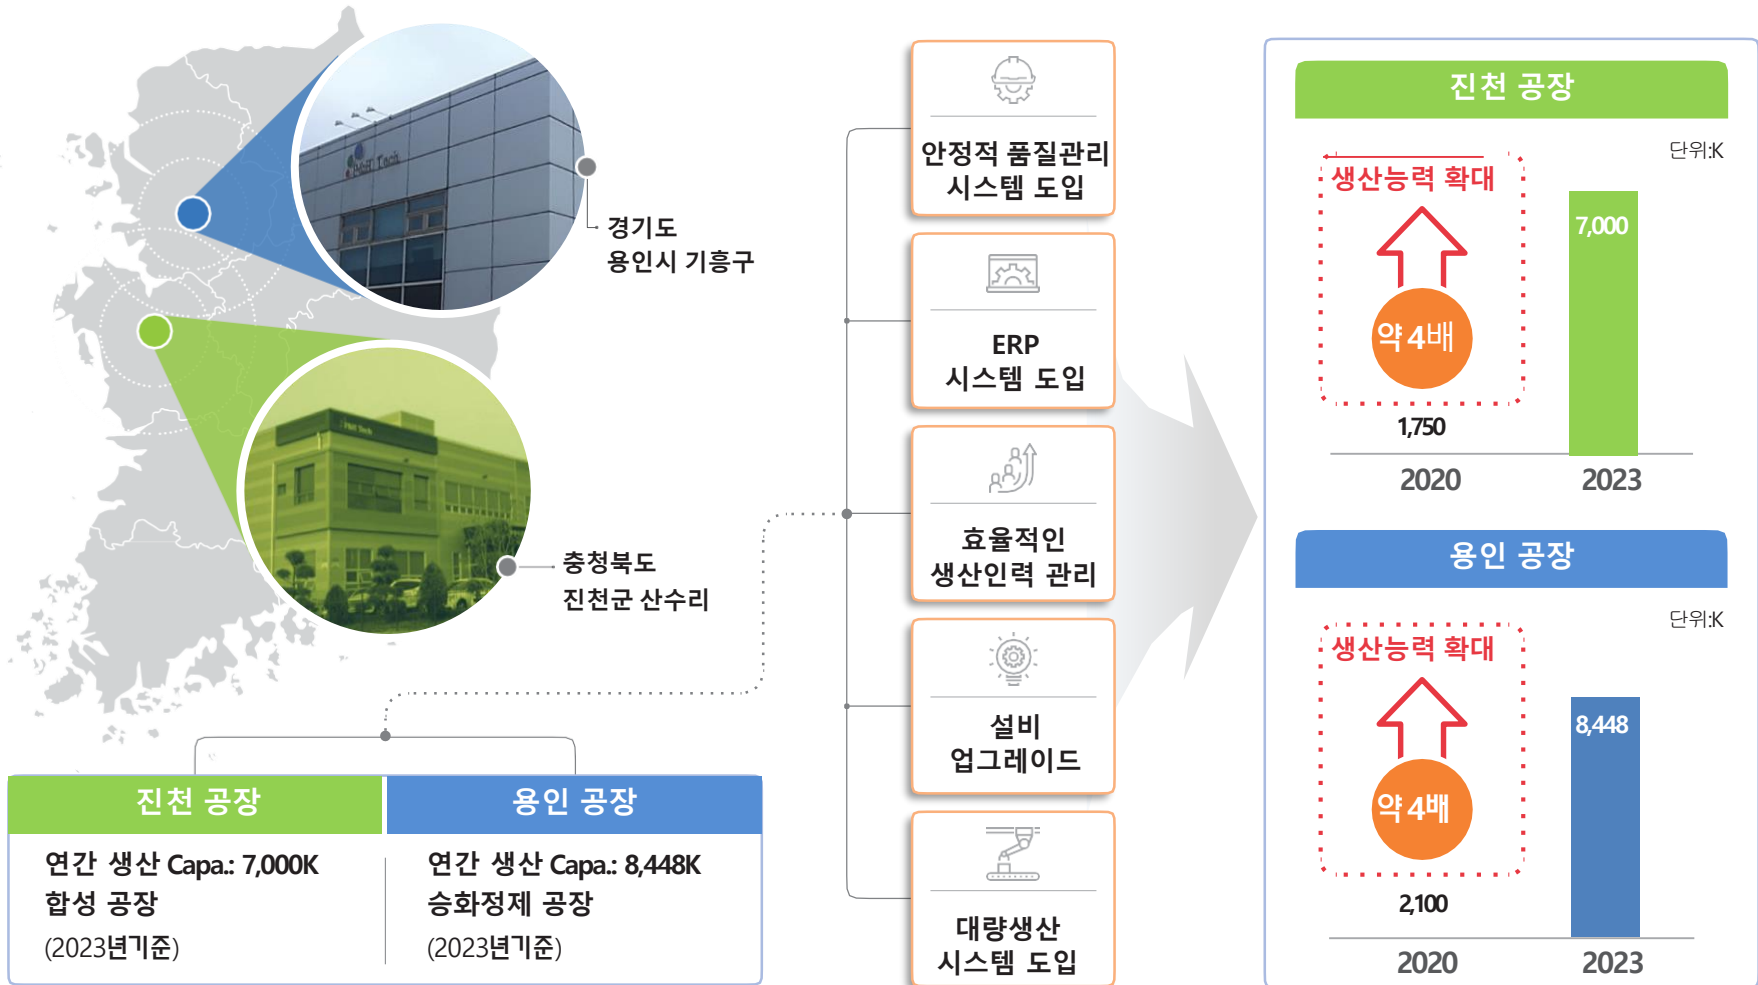 P&H Tech
경기도
용인시 기흥구
P&H Tech
충청북도
진천군 산수리
진천 공장
연간 생산 Capa.: 7,000K
합성 공장
(2023년기준)
용인 공장
연간 생산 Capa.: 8,448K
승화정제 공장
(2023년기준)
안정적 품질관리
시스템 도입
ERP
시스템 도입
효율적인
생산인력 관리
설비
업그레이드
대량생산
시스템 도입
진천 공장
단위:K
생산능력 확대
약 4배
1,750
7,000
2020
2023
용인 공장
단위:K
생산능력 확대
약 4배
2,100
8,448
2020
2023